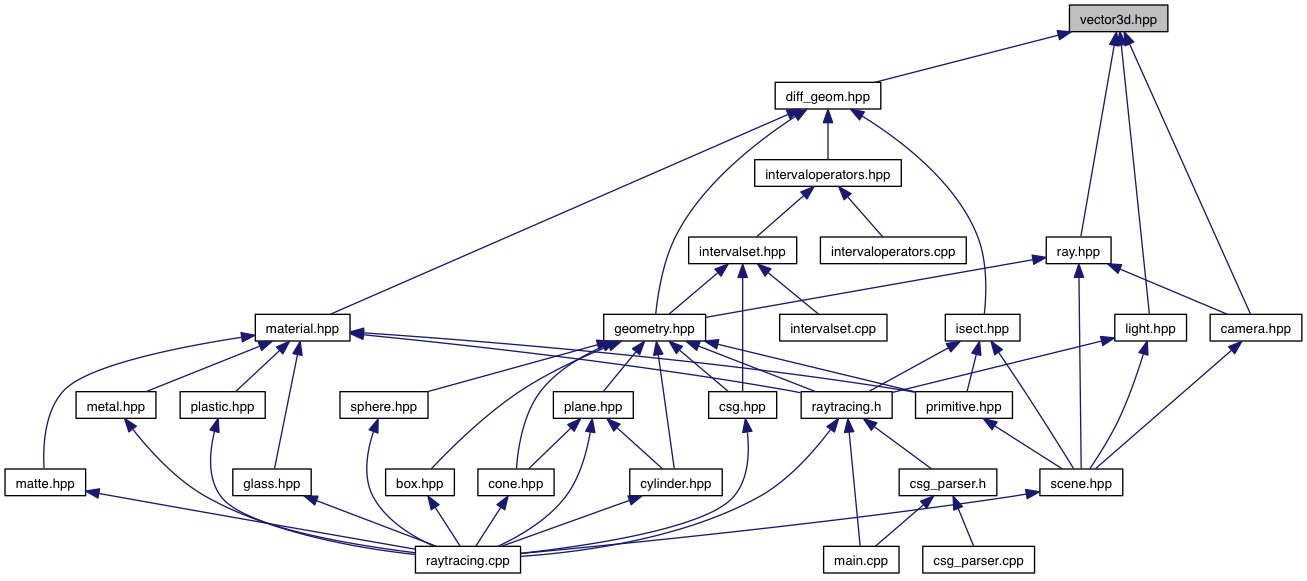 vector3d.hpp
diff_geom.hpp
intervaloperators.hpp
intervalset.hpp
intervaloperators.cpp
ray.hpp
material.hpp
geometry.hpp
intervalset.cpp
isect.hpp
light.hpp
camera.hpp
metal.hpp
plastic.hpp
sphere.hpp
plane.hpp
csg.hpp
raytracing.h
primitive.hpp
matte.hpp
glass.hpp
box.hpp
cone.hpp
cylinder.hpp
csg_parser.h
scene.hpp
raytracing.cpp
main.cpp
csg_parser.cpp